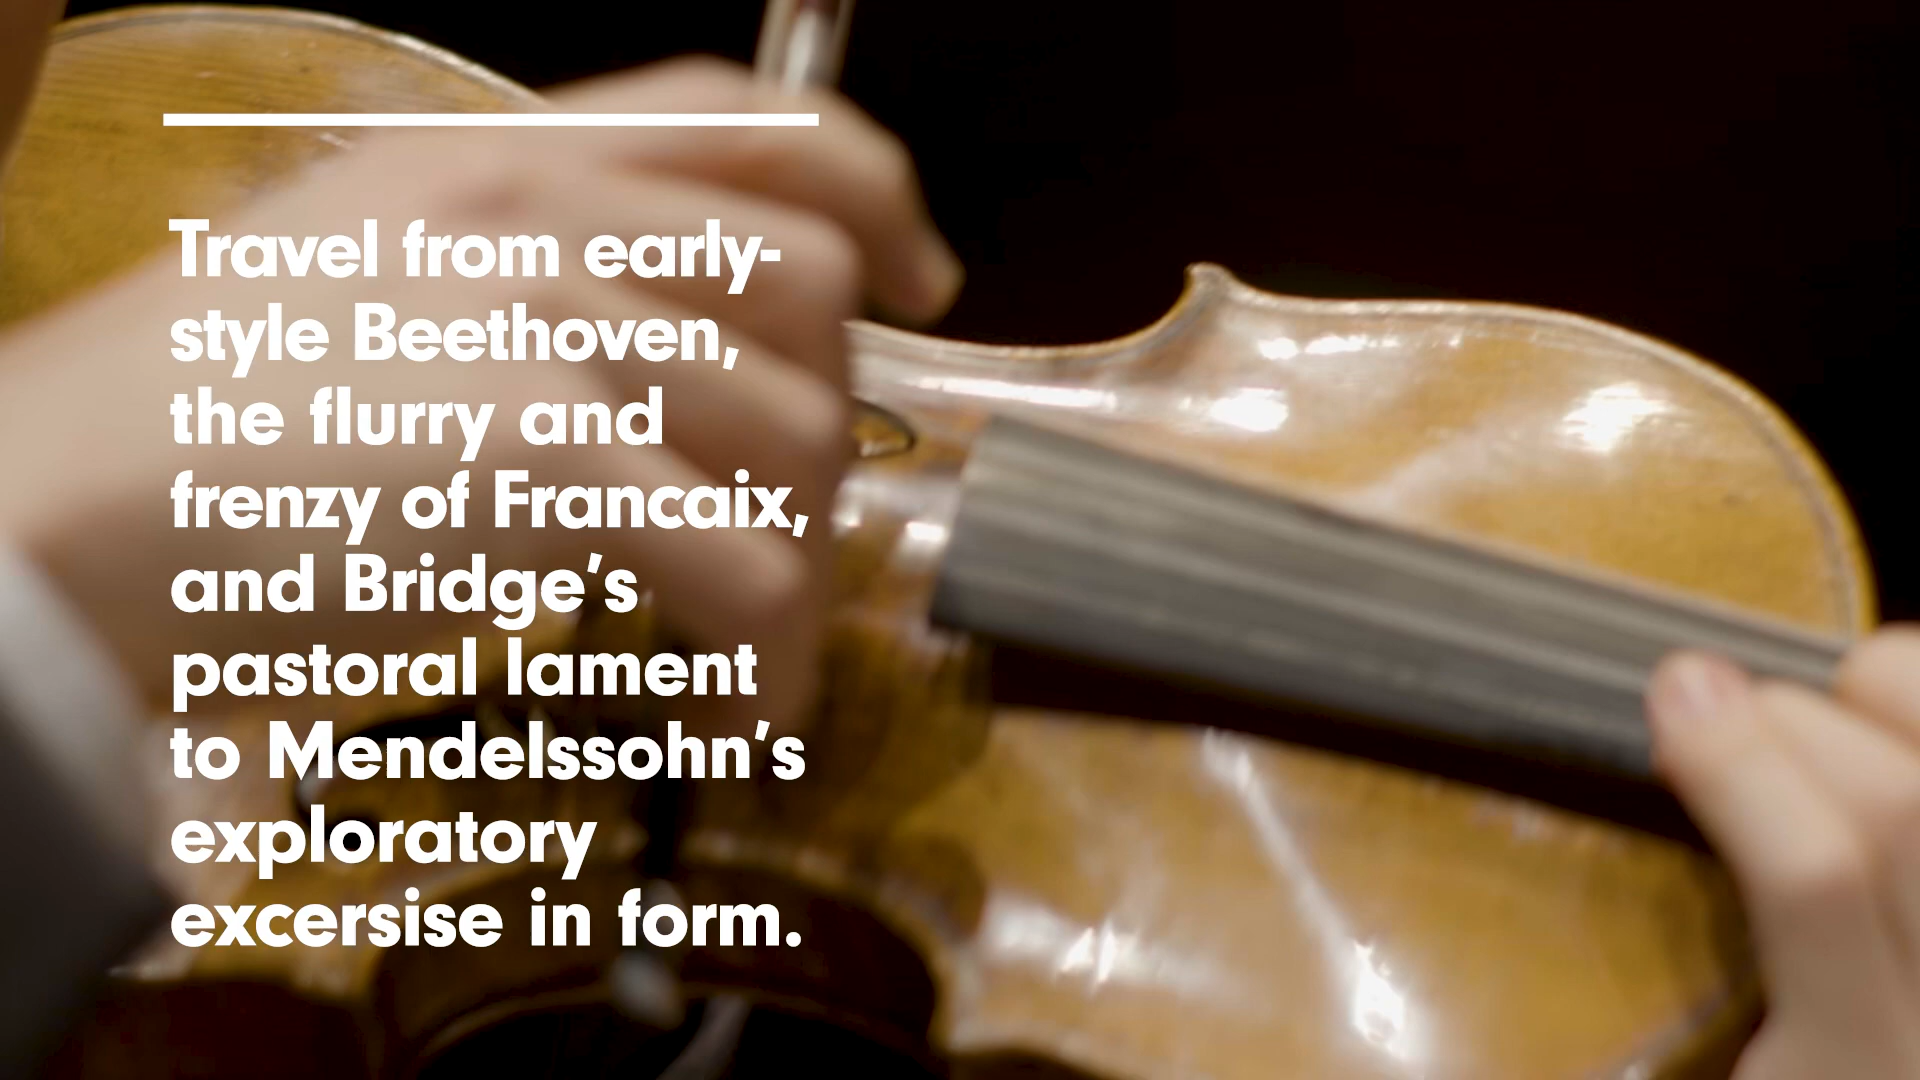 Travel from early-
style Beethoven,
the flurry and
frenzy of Francaix,
and Bridge’s
pastoral lament
to Mendelssohn’s
exploratory
excersise in form.